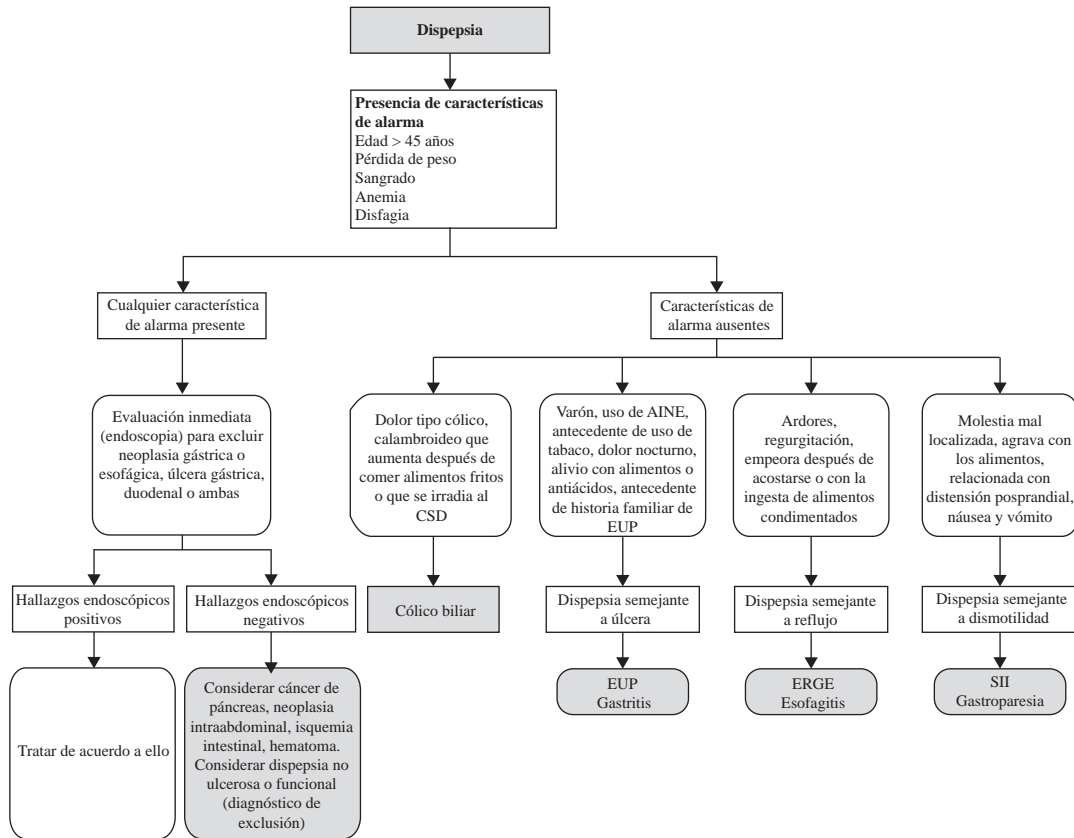 Dispepsia
Presencia de características
de alarma
Edad > 45 años
Pérdida de peso
Sangrado
Anemia
Disfagia
Cualquier característica
de alarma presente
Características de
alarma ausentes
Evaluación inmediata
(endoscopia) para excluir
neoplasia gástrica o
esofágica, úlcera gástrica,
duodenal o ambas
Dolor tipo cólico,
calambroideo que
aumenta después de
comer alimentos fritos
o que se irradia al
CSD
Varón, uso de AINE,
antecedente de uso de
tabaco, dolor nocturno,
alivio con alimentos o
antiácidos, antecedente
de historia familiar de
EUP
Ardores,
regurgitación,
empeora después de
acostarse o con la
ingesta de alimentos
condimentados
Molestia mal
localizada, agrava con
los alimentos,
relacionada con
distensión posprandial,
náusea y vómito
Hallazgos endoscópicos
positivos
Hallazgos endoscópicos
negativos
Cólico biliar
Dispepsia semejante
a úlcera
Dispepsia semejante
a reflujo
Dispepsia semejante
a dismotilidad
Tratar de acuerdo a ello
Considerar cáncer de
páncreas, neoplasia
intraabdominal, isquemia
intestinal, hematoma.
Considerar dispepsia no
ulcerosa o funcional
(diagnóstico de
exclusión)
EUP
Gastritis
ERGE
Esofagitis
SII
Gastroparesia